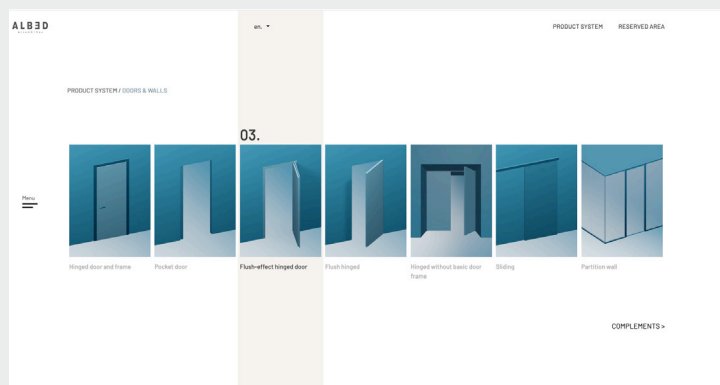 ALBED
en.
PRODUCT SYSTEM
RESERVED AREA
PRODUCT SYSTEM / DOORS & WALLS
03.
Menu
Hinged door and frame
Pocket door
Flush-effect hinged door
Flush hinged
Hinged without basic door
frame
Sliding
Partition wall
COMPLEMENTS >